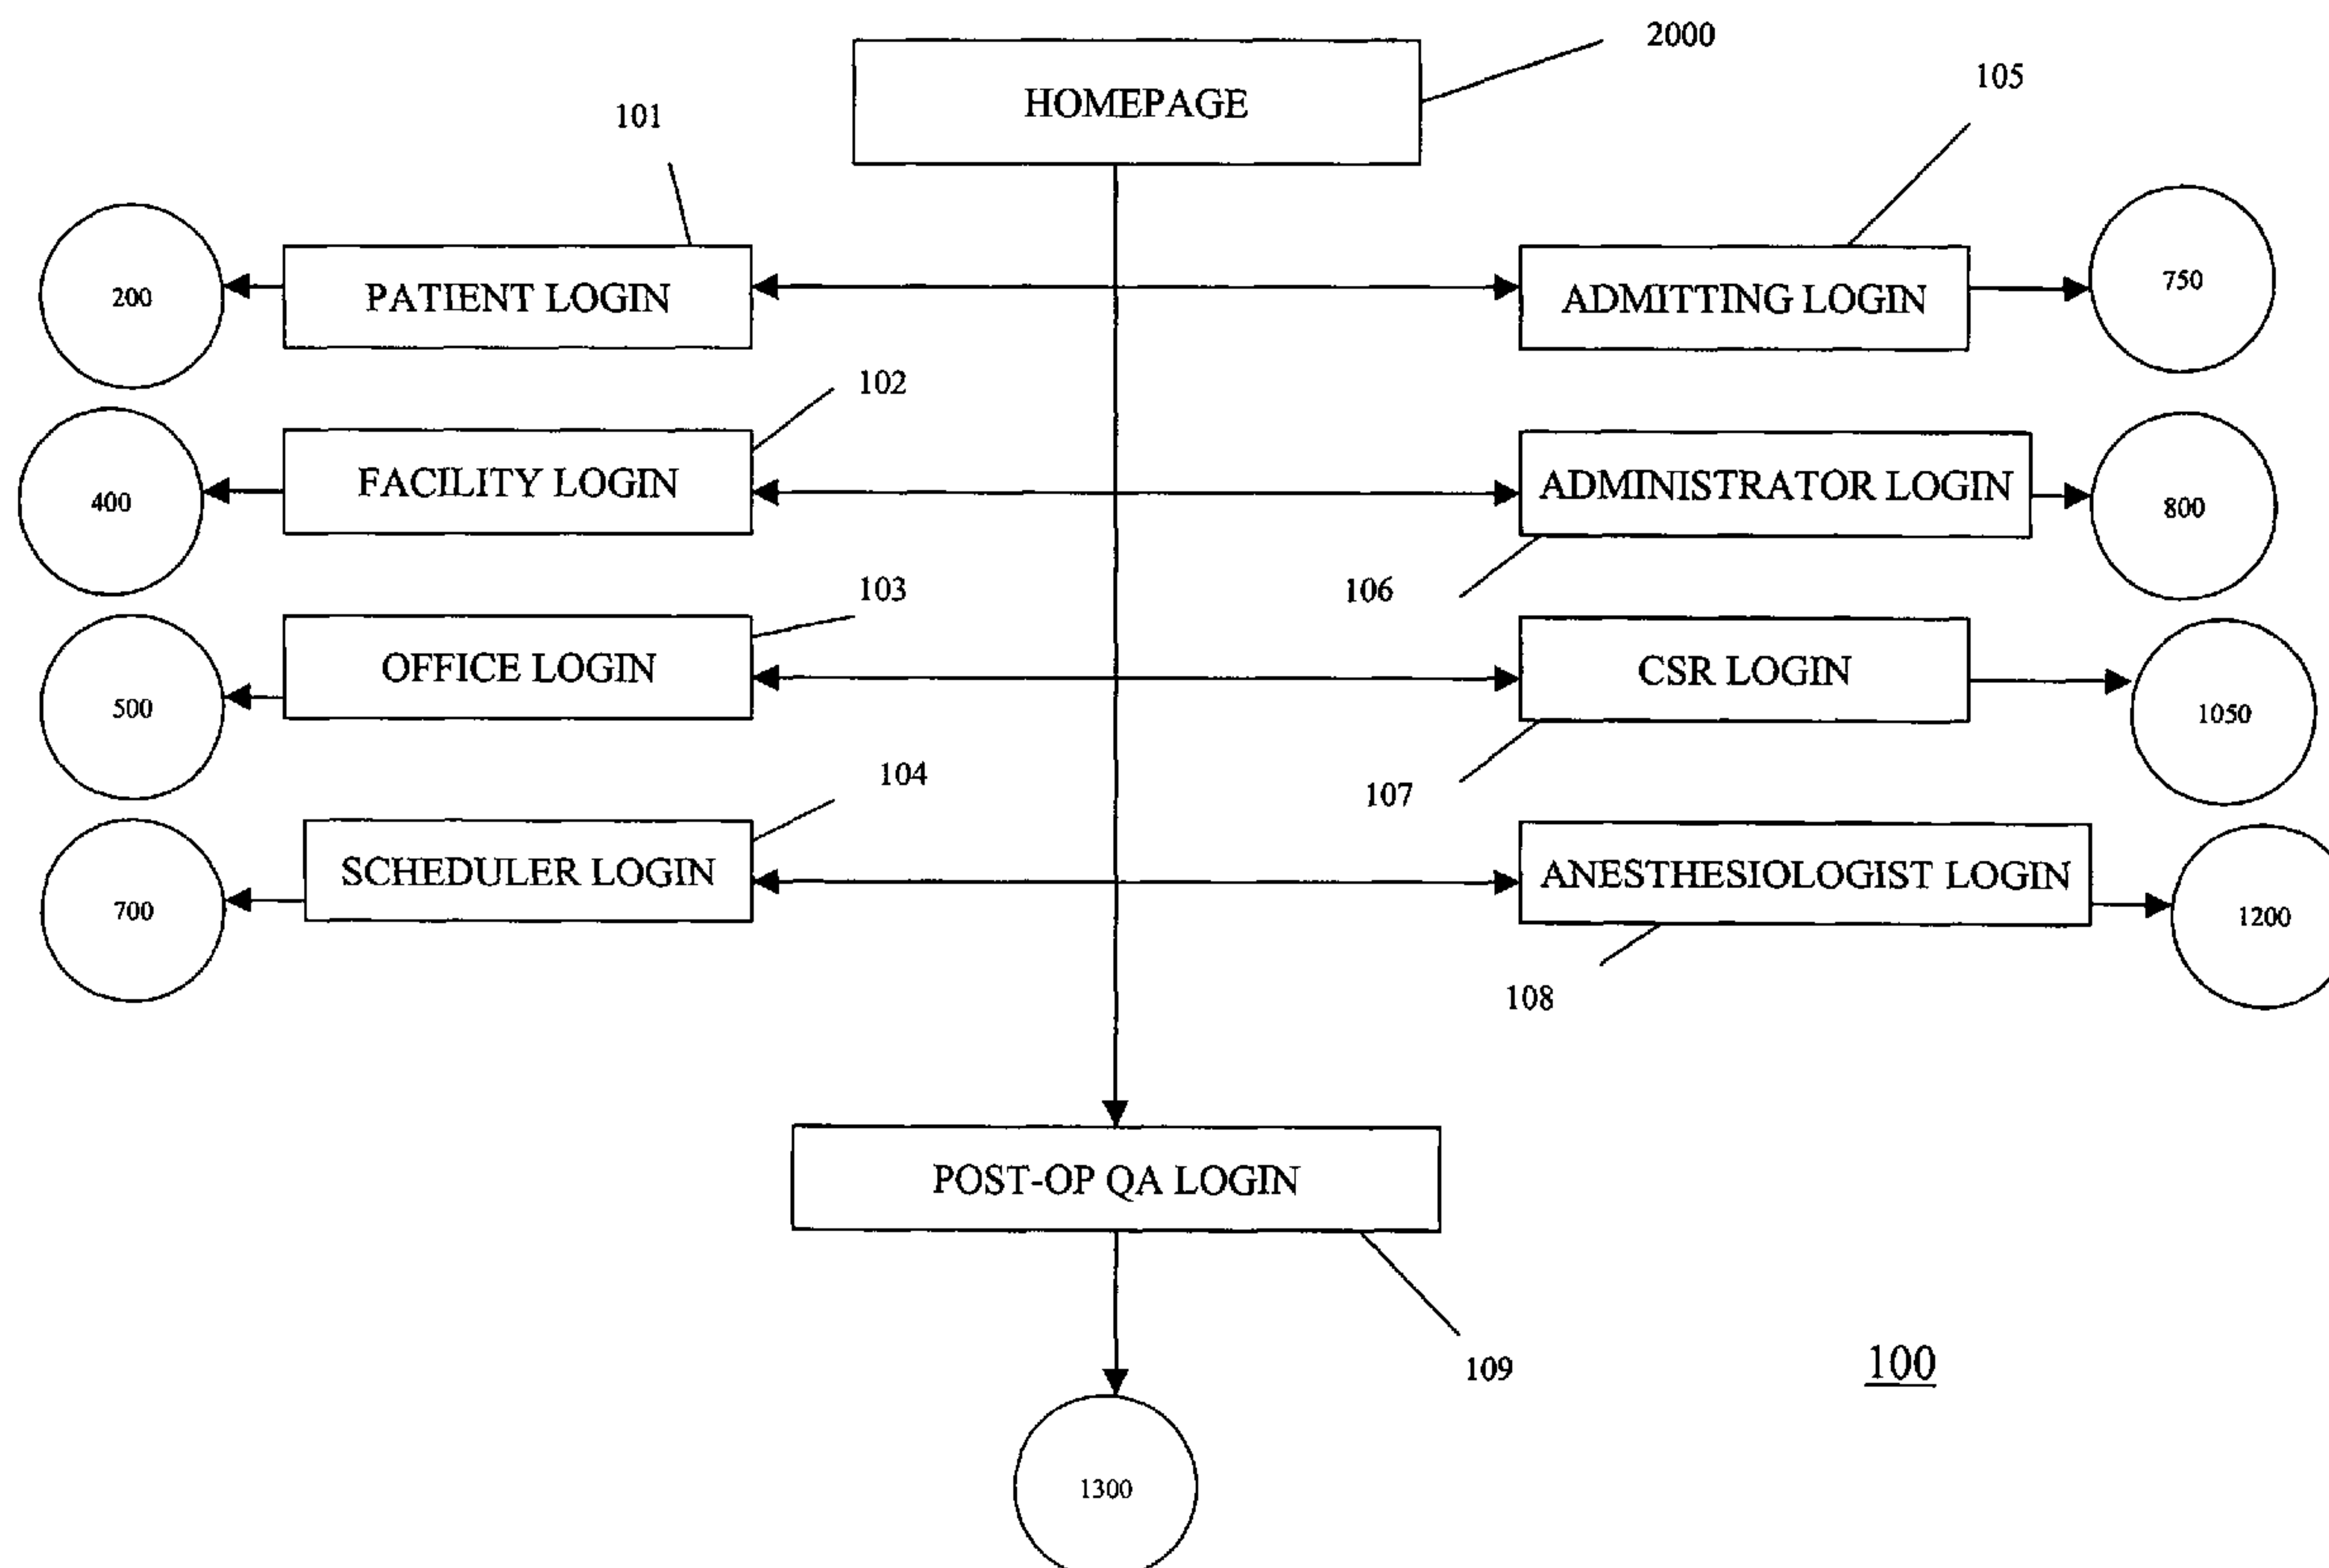 2000
HOMEPAGE
105
101
200
PATIENT LOGIN
ADMITTING LOGIN
750
102
400
FACILITY LOGIN
ADMINISTRATOR LOGIN
800
103
106
500
OFFICE LOGIN
CSR LOGIN
1050
104
107
700
SCHEDULER LOGIN
ANESTHESIOLOGIST LOGIN
1200
108
POST-OP QA LOGIN
109
100
1300